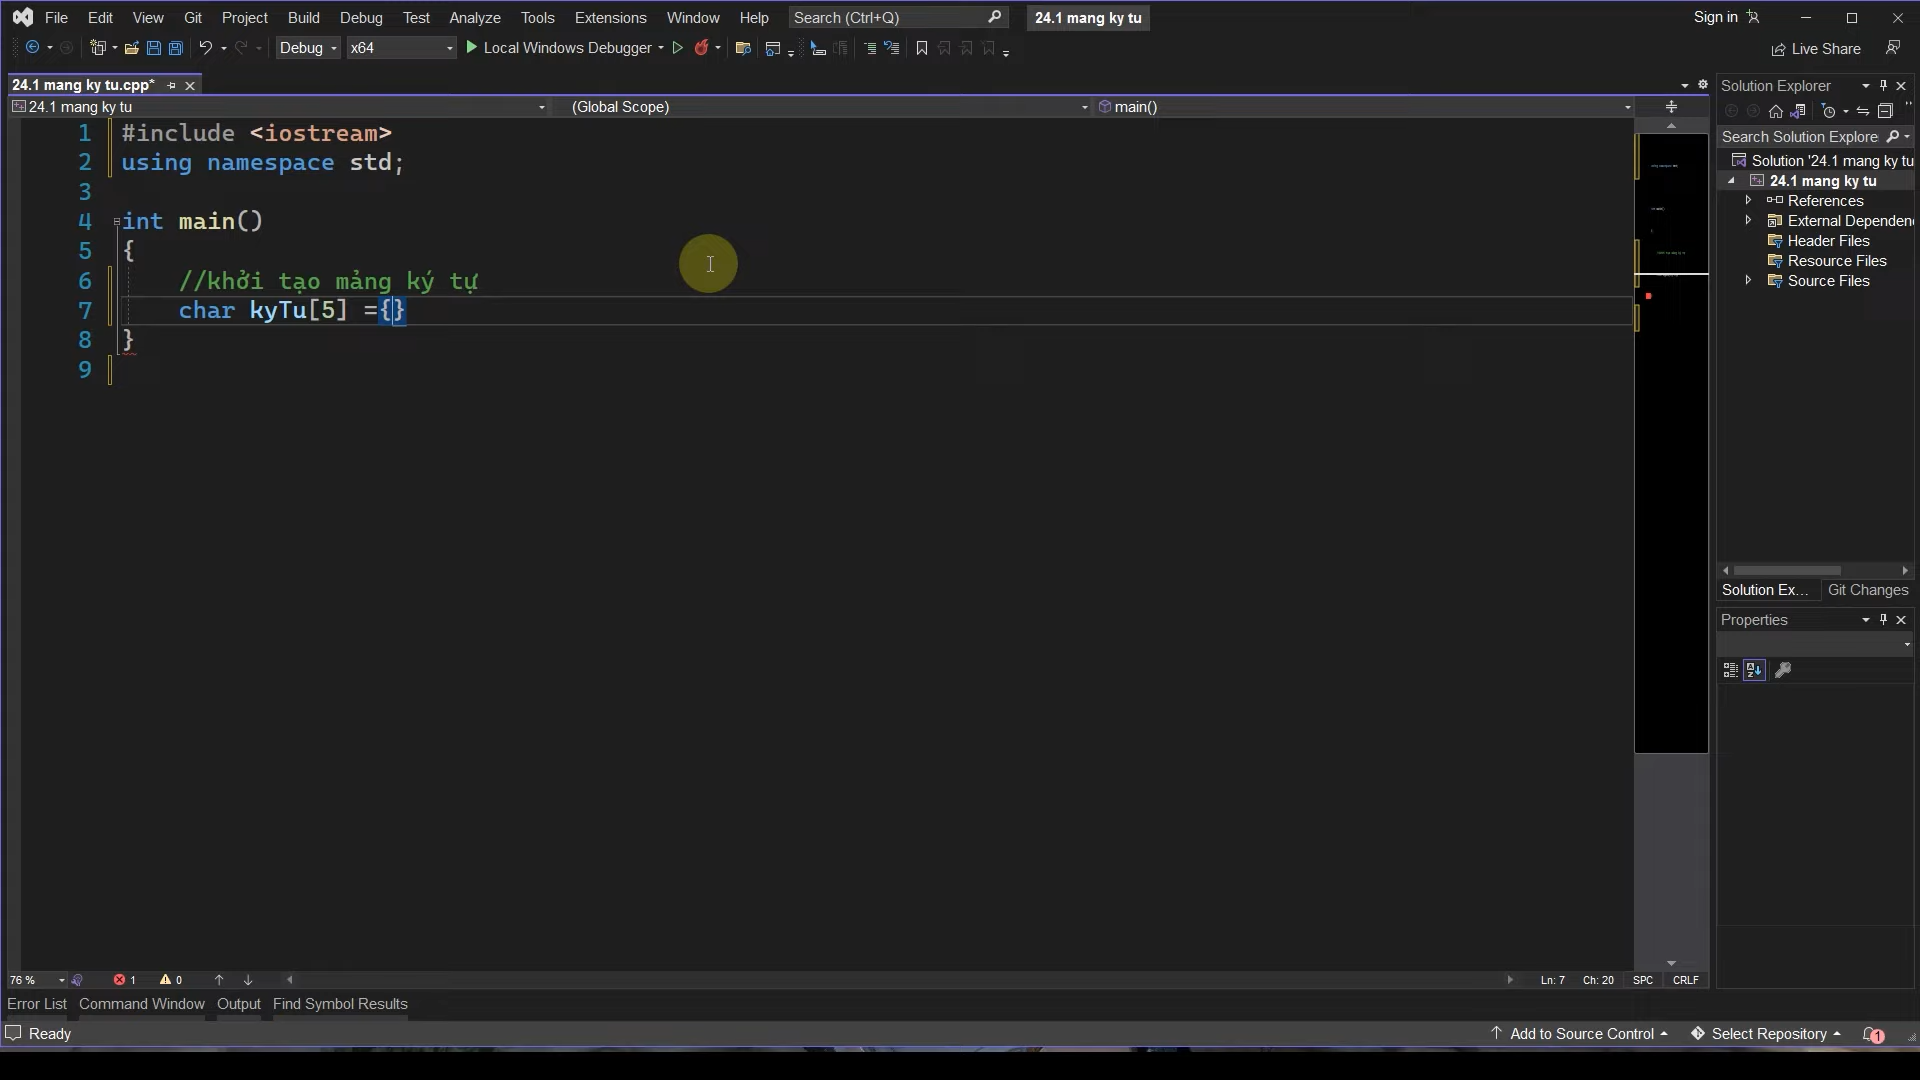 File Edit View Git Project Build Debug Test Analyze Tools Extensions Window Help Search (Ctrl+Q) 24.1 mang ky tu Sign in
Debug x64 Local Windows Debugger Live Share
24.1 mang ky tu.cpp*
24.1 mang ky tu (Global Scope) main()
1 #include <iostream>
2 using namespace std;
3
4 int main()
5 {
6 //khởi tạo mảng ký tự
7 char kyTu[5] ={}
8 }
9
Solution Explorer
Search Solution Explore
Solution '24.1 mang ky tu
24.1 mang ky tu
References
External Dependen
Header Files
Resource Files
Source Files
Solution Ex... Git Changes
Properties
76 % 1 0 Ln: 7 Ch: 20 SPC CRLF
Error List Command Window Output Find Symbol Results
Ready Add to Source Control Select Repository 1